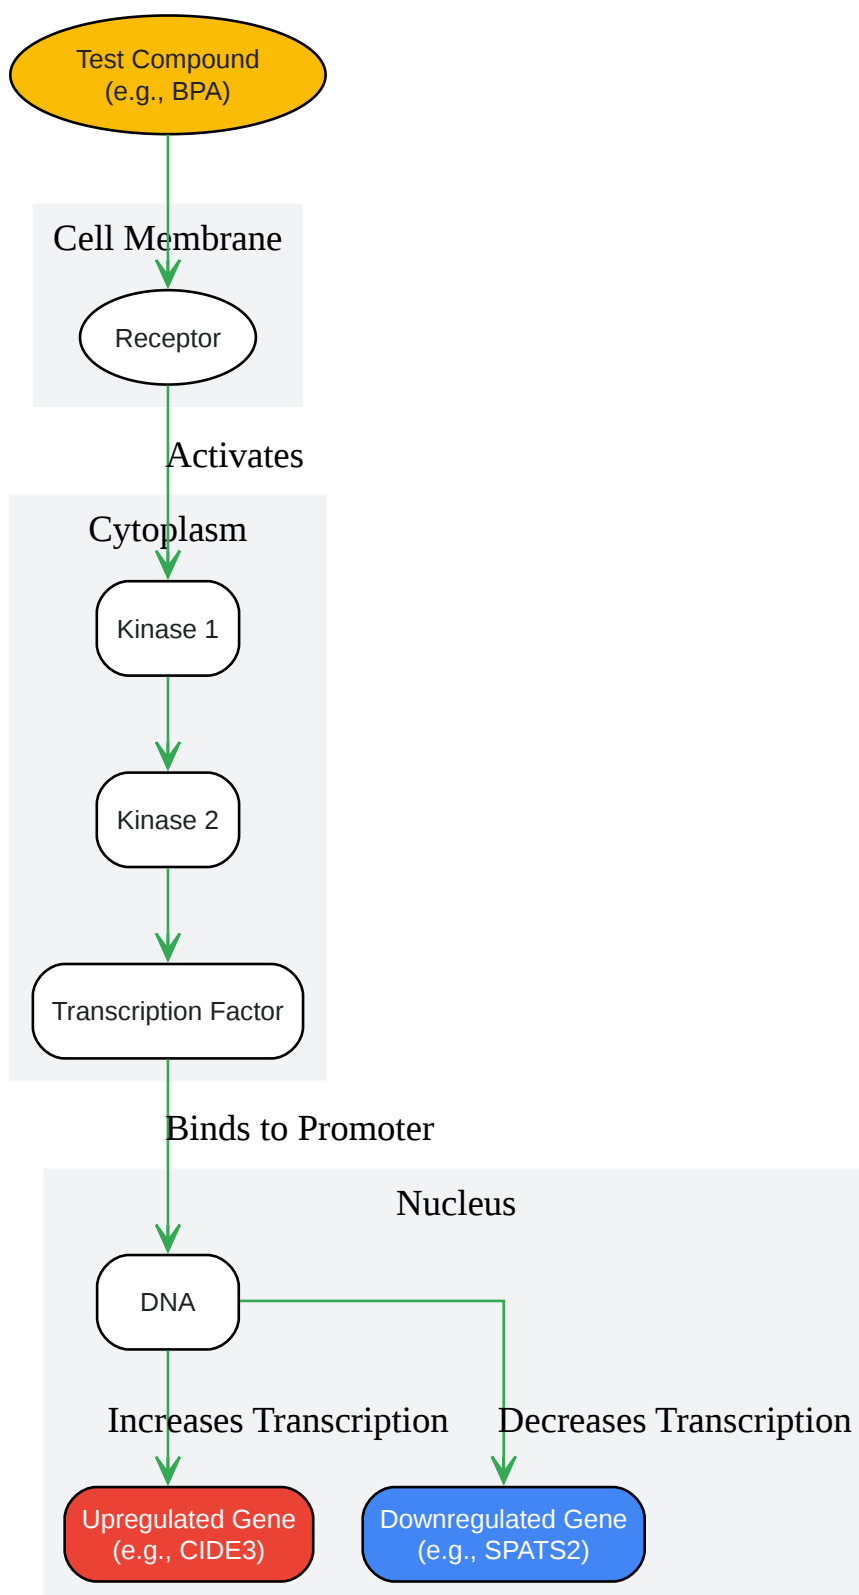 Test Compound
(e.g., BPA)
Cell Membrane
Receptor
Activates
Cytoplasm
Kinase 1
Kinase 2
Transcription Factor
Binds to Promoter
Nucleus
DNA
Increases Transcription
Decreases Transcription
Upregulated Gene
(e.g., CIDE3)
Downregulated Gene
(e.g., SPATS2)